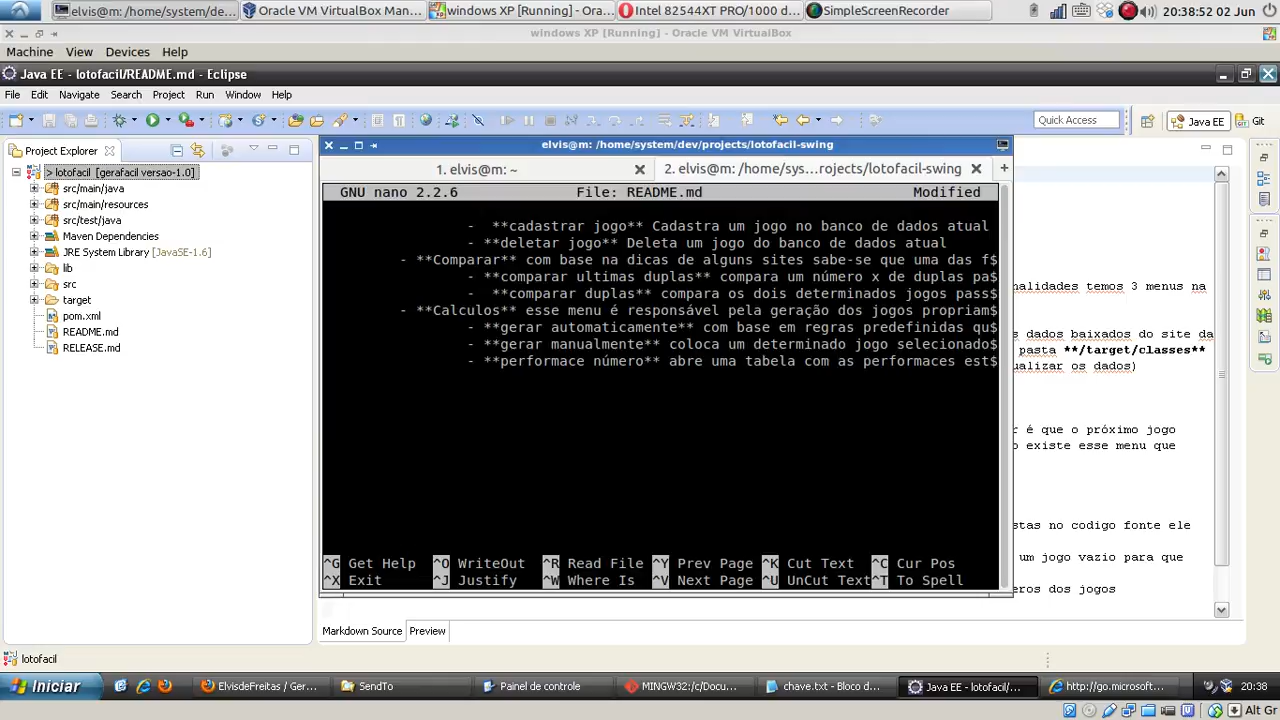 elvis@m: /home/system/de...
Oracle VM VirtualBox Man...
windows XP [Running] - Ora...
Intel 82544XT PRO/1000 d...
SimpleScreenRecorder
20:38:52 02 Jun
windows XP [Running] - Oracle VM VirtualBox
Machine View Devices Help
Java EE - lotofacil/README.md - Eclipse
File Edit Navigate Search Project Run Window Help
Quick Access
Java EE
Git
Project Explorer
> lotofacil [gerafacil versao-1.0]
src/main/java
src/main/resources
src/test/java
Maven Dependencies
JRE System Library [JavaSE-1.6]
lib
src
target
pom.xml
README.md
RELEASE.md
elvis@m: /home/system/dev/projects/lotofacil-swing
1. elvis@m: ~
2. elvis@m: /home/sys...rojects/lotofacil-swing
GNU nano 2.2.6 File: README.md Modified
- **cadastrar jogo** Cadastra um jogo no banco de dados atual
- **deletar jogo** Deleta um jogo do banco de dados atual
- **Comparar** com base na dicas de alguns sites sabe-se que uma das f$
- **comparar ultimas duplas** compara um número x de duplas pa$
- **comparar duplas** compara os dois determinados jogos pass$
- **Calculos** esse menu é responsável pela geração dos jogos propriam$
- **gerar automaticamente** com base em regras predefinidas qu$
- **gerar manualmente** coloca um determinado jogo selecionado$
- **performace número** abre uma tabela com as performaces est$
^G Get Help ^O WriteOut ^R Read File ^Y Prev Page ^K Cut Text ^C Cur Pos
^X Exit ^J Justify ^W Where Is ^V Next Page ^U UnCut Text ^T To Spell
nalidades temos 3 menus na
s dados baixados do site da
pasta **/target/classes**
ualizar os dados)
r é que o próximo jogo
o existe esse menu que
stas no codigo fonte ele
um jogo vazio para que
eros dos jogos
Markdown Source Preview
lotofacil
Iniciar
ElvisdeFreitas / Ger...
SendTo
Painel de controle
MINGW32:/c/Docu...
chave.txt - Bloco d...
Java EE - lotofacil/...
http://go.microsoft...
20:38
Alt Gr